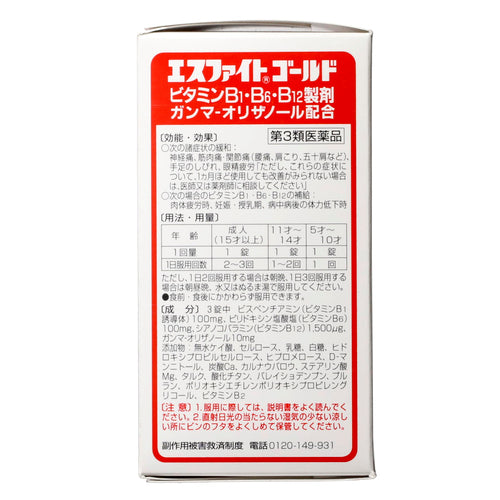 エスファイト®ゴールド
ビタミンB1・B6・B12製剤
ガンマ-オリザノール配合
〔効能・効果〕 第3類医薬品
○次の諸症状の緩和:
神経痛、筋肉痛・関節痛(腰痛、肩こり、五十肩など)、
手足のしびれ、眼精疲労「ただし、これらの症状につ
いて、1ヵ月ほど使用しても改善がみられない場合
は、医師又は薬剤師に相談してください」
○次の場合のビタミンB1・B6・B12の補給:
肉体疲労時、妊娠・授乳期、病中病後の体力低下時
〔用法・用量〕
年齢 成人(15才以上) 11才〜14才 5才〜10才
1回量 1錠 1錠 1錠
1日服用回数 2〜3回 1〜2回 1回
ただし、1日2回服用する場合は朝晩、1日3回服用する場
合は朝昼晩、水又はぬるま湯で服用してください。
●食前・食後にかかわらず服用できます。
〔成分〕3錠中 ビスベンチアミン(ビタミンB1
誘導体)100mg、ピリドキシン塩酸塩(ビタミンB6)
100mg、シアノコバラミン(ビタミンB12)1,500μg、
ガンマ-オリザノール10mg
添加物:無水ケイ酸、セルロース、乳糖、白糖、ヒド
ロキシプロピルセルロース、ヒプロメロース、D-マ
ンニトール、炭酸Ca、カルナウバロウ、ステアリン酸
Mg、タルク、酸化チタン、バレイショデンプン、プルラ
ン、ポリオキシエチレンポリオキシプロピレングリ
コール、ビタミンB2
〔注意〕1.服用に際しては、説明書をよく読んでく
ださい。2.直射日光の当たらない湿気の少ない涼し
い所にビンのフタをよくしめて保管してください。
副作用被害救済制度 電話0120-149-931